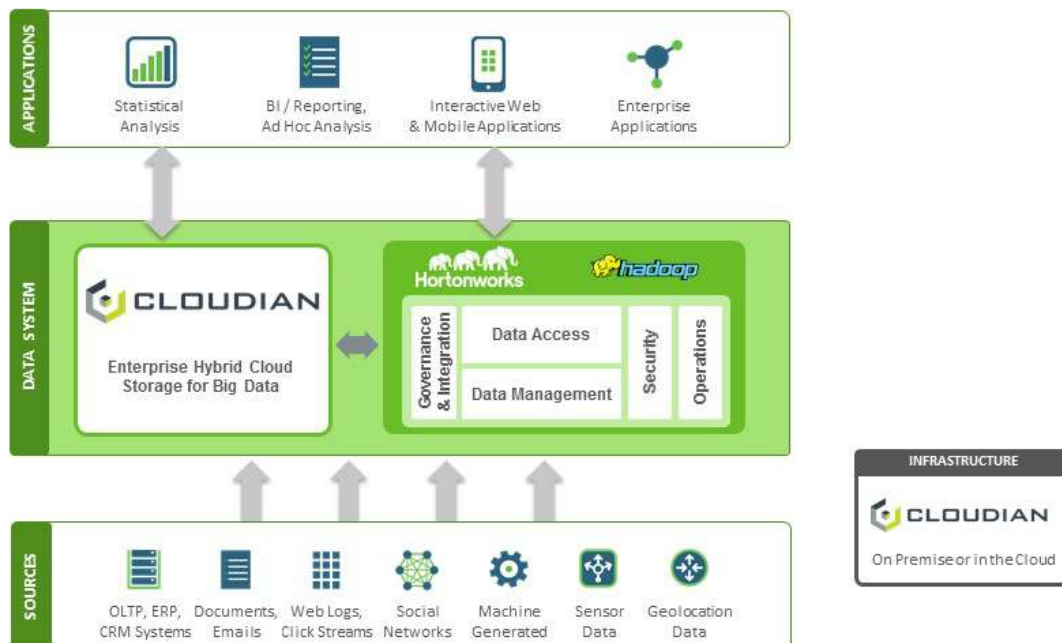 APPLICATIONS
Statistical
Analysis
BI / Reporting,
Ad Hoc Analysis
Interactive Web
& Mobile Applications
Enterprise
Applications
DATA SYSTEM
CLOUDIAN
Enterprise Hybrid Cloud
Storage for Big Data
Hortonworks
hadoop
Governance
& Integration
Data Access
Data Management
Security
Operations
INFRASTRUCTURE
CLOUDIAN
On Premise or in the Cloud
SOURCES
OLTP, ERP,
CRM Systems
Documents,
Emails
Web Logs,
Click Streams
Social
Networks
Machine
Generated
Sensor
Data
Geolocation
Data